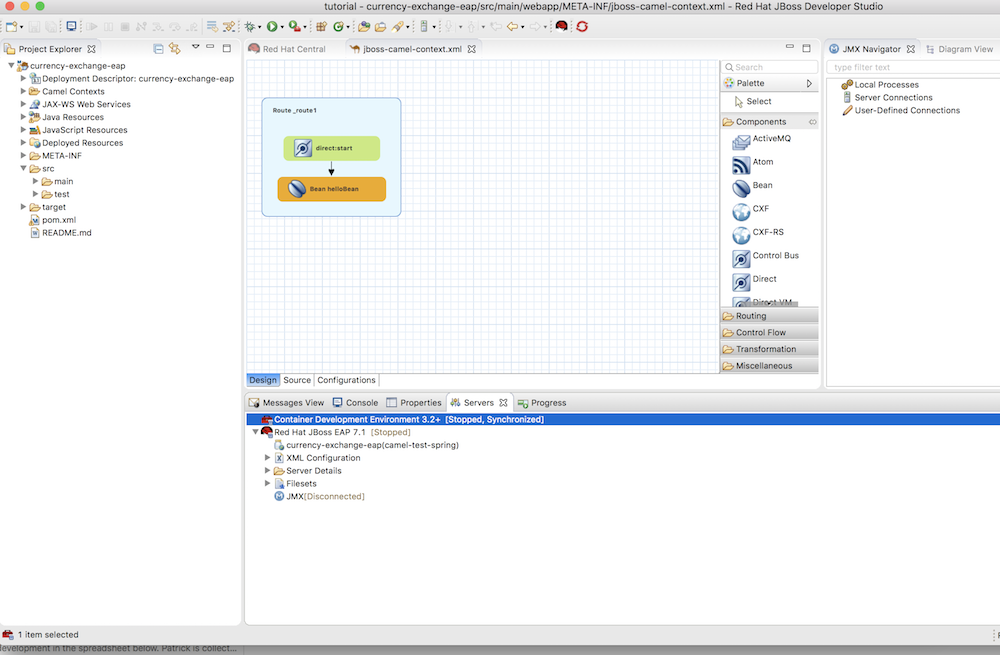 tutorial - currency-exchange-eap/src/main/webapp/META-INF/jboss-camel-context.xml - Red Hat JBoss Developer Studio
Project Explorer
Red Hat Central
jboss-camel-context.xml
JMX Navigator
Diagram View
currency-exchange-eap
Deployment Descriptor: currency-exchange-eap
Camel Contexts
JAX-WS Web Services
Java Resources
JavaScript Resources
Deployed Resources
META-INF
src
main
test
target
pom.xml
README.md
Route_route1
direct:start
Bean helloBean
Search
Palette
Select
Components
ActiveMQ
Atom
Bean
CXF
CXF-RS
Control Bus
Direct
Direct VM
Routing
Control Flow
Transformation
Miscellaneous
type filter text
Local Processes
Server Connections
User-Defined Connections
Design
Source
Configurations
Messages View
Console
Properties
Servers
Progress
Container Development Environment 3.2+ [Stopped, Synchronized]
Red Hat JBoss EAP 7.1 [Stopped]
currency-exchange-eap(camel-test-spring)
XML Configuration
Server Details
Filesets
JMX[Disconnected]
1 item selected
development in the spreadsheet below. Patrick is collect...